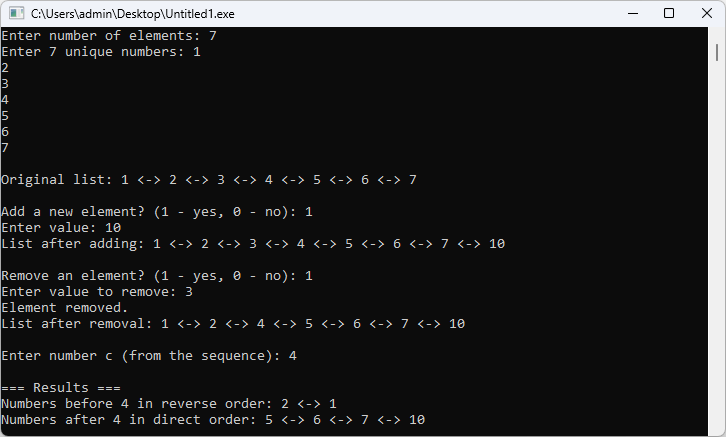 C:\Users\admin\Desktop\Untitled1.exe
Enter number of elements: 7
Enter 7 unique numbers: 1
2
3
4
5
6
7
Original list: 1 <-> 2 <-> 3 <-> 4 <-> 5 <-> 6 <-> 7
Add a new element? (1 - yes, 0 - no): 1
Enter value: 10
List after adding: 1 <-> 2 <-> 3 <-> 4 <-> 5 <-> 6 <-> 7 <-> 10
Remove an element? (1 - yes, 0 - no): 1
Enter value to remove: 3
Element removed.
List after removal: 1 <-> 2 <-> 4 <-> 5 <-> 6 <-> 7 <-> 10
Enter number c (from the sequence): 4
=== Results ===
Numbers before 4 in reverse order: 2 <-> 1
Numbers after 4 in direct order: 5 <-> 6 <-> 7 <-> 10